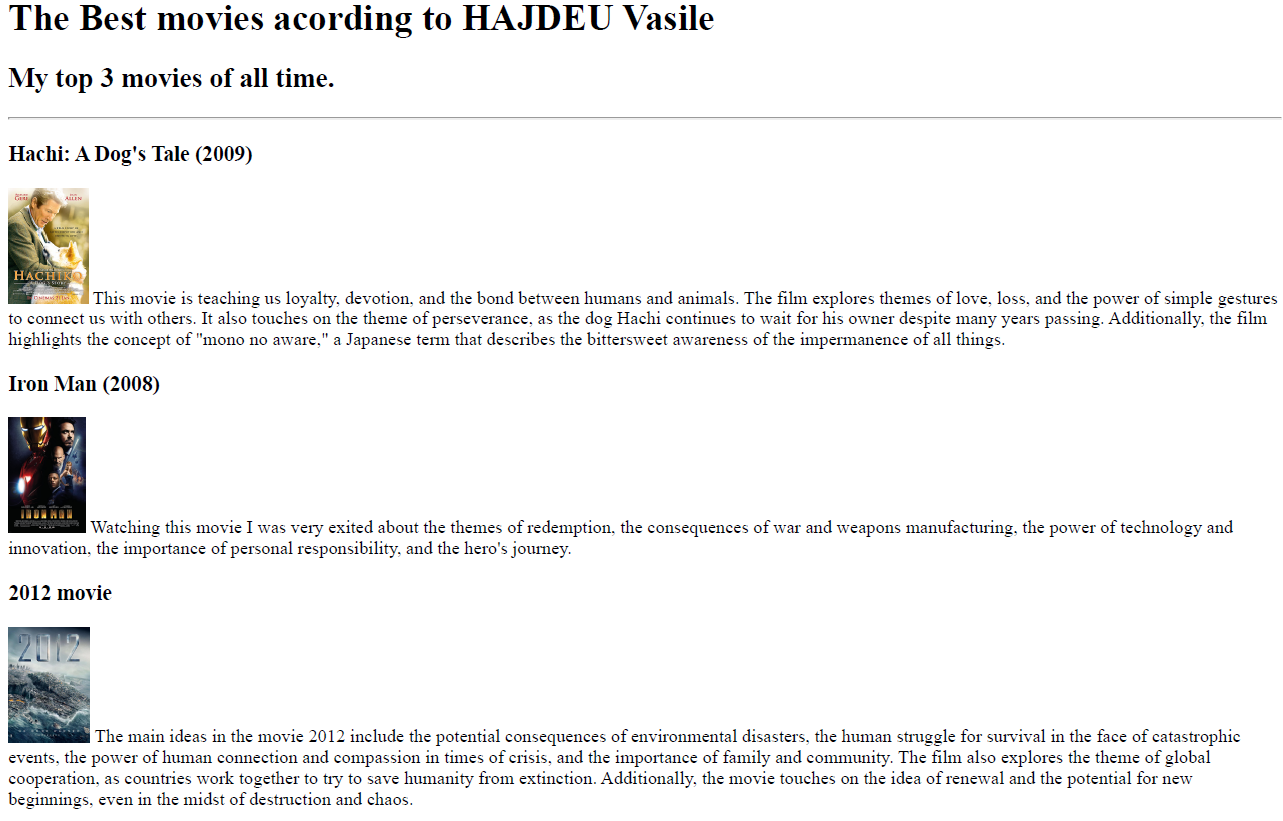 The Best movies acording to HAJDEU Vasile
My top 3 movies of all time.
Hachi: A Dog's Tale (2009)
GERE ALLEN
HACHIKO
A DOG'S STORY
This movie is teaching us loyalty, devotion, and the bond between humans and animals. The film explores themes of love, loss, and the power of simple gestures
to connect us with others. It also touches on the theme of perseverance, as the dog Hachi continues to wait for his owner despite many years passing. Additionally, the film
highlights the concept of "mono no aware," a Japanese term that describes the bittersweet awareness of the impermanence of all things.
Iron Man (2008)
IRON MAN
Watching this movie I was very exited about the themes of redemption, the consequences of war and weapons manufacturing, the power of technology and
innovation, the importance of personal responsibility, and the hero's journey.
2012 movie
2012
The main ideas in the movie 2012 include the potential consequences of environmental disasters, the human struggle for survival in the face of catastrophic
events, the power of human connection and compassion in times of crisis, and the importance of family and community. The film also explores the theme of global
cooperation, as countries work together to try to save humanity from extinction. Additionally, the movie touches on the idea of renewal and the potential for new
beginnings, even in the midst of destruction and chaos.